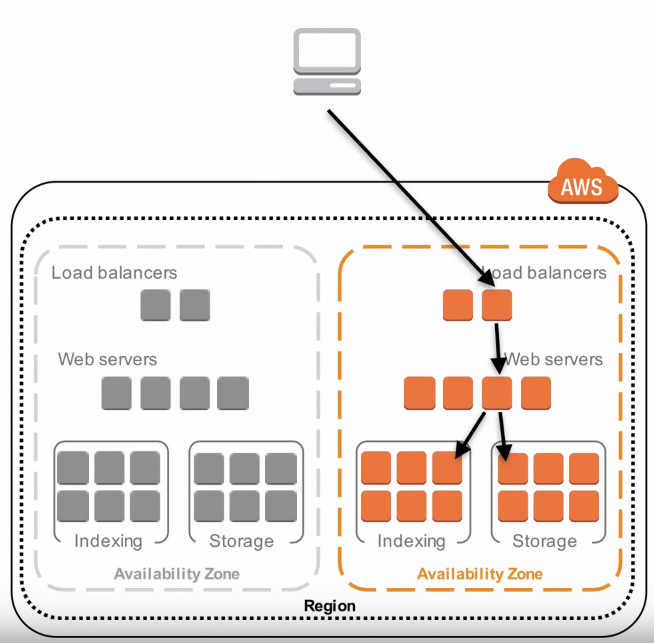 AWS
Load balancers
Load balancers
Web servers
Web servers
Indexing
Storage
Indexing
Storage
Availability Zone
Availability Zone
Region